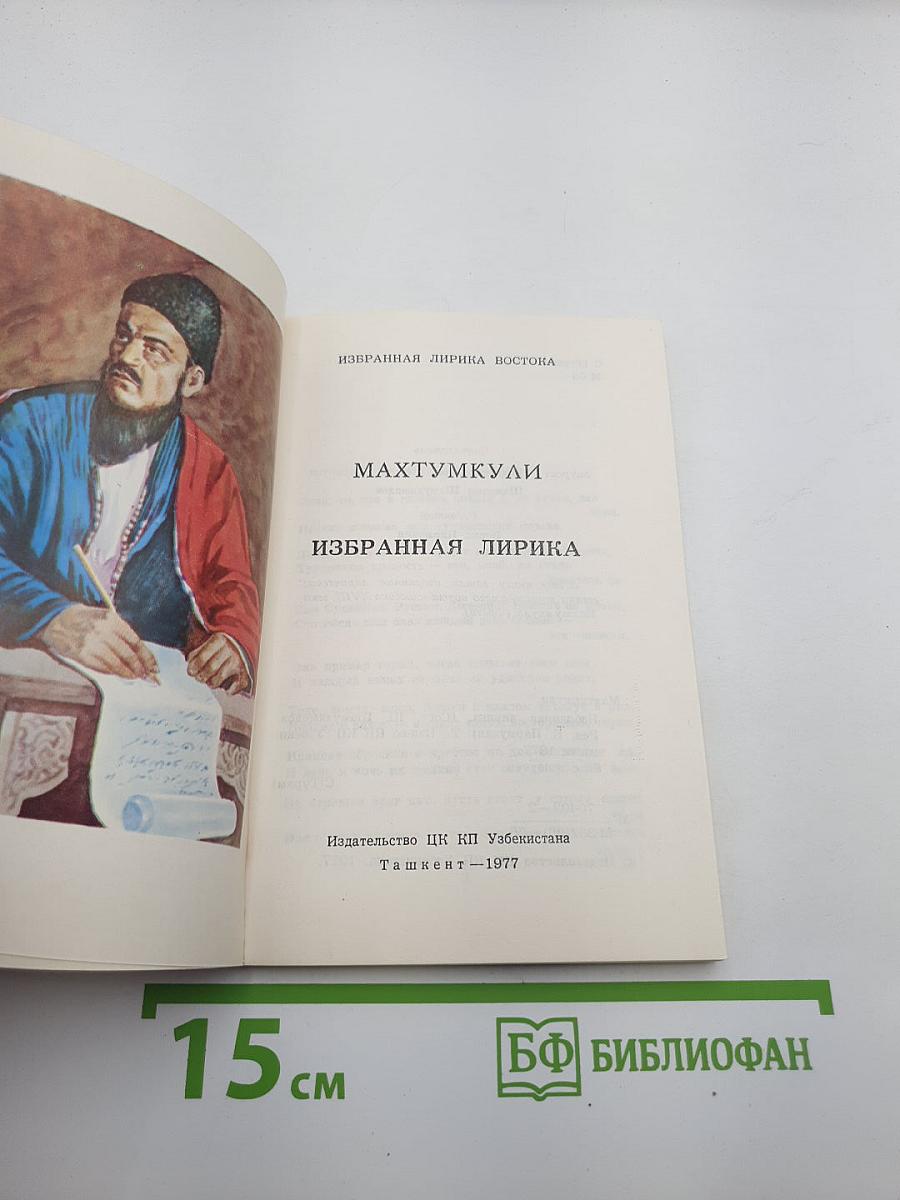 ИЗБРАННАЯ ЛИРИКА ВОСТОКА
МАХТУМКУЛИ
ИЗБРАННАЯ ЛИРИКА
Издательство ЦК КП Узбекистана
Ташкент—1977
15 см
БФ БИБЛИОФАН